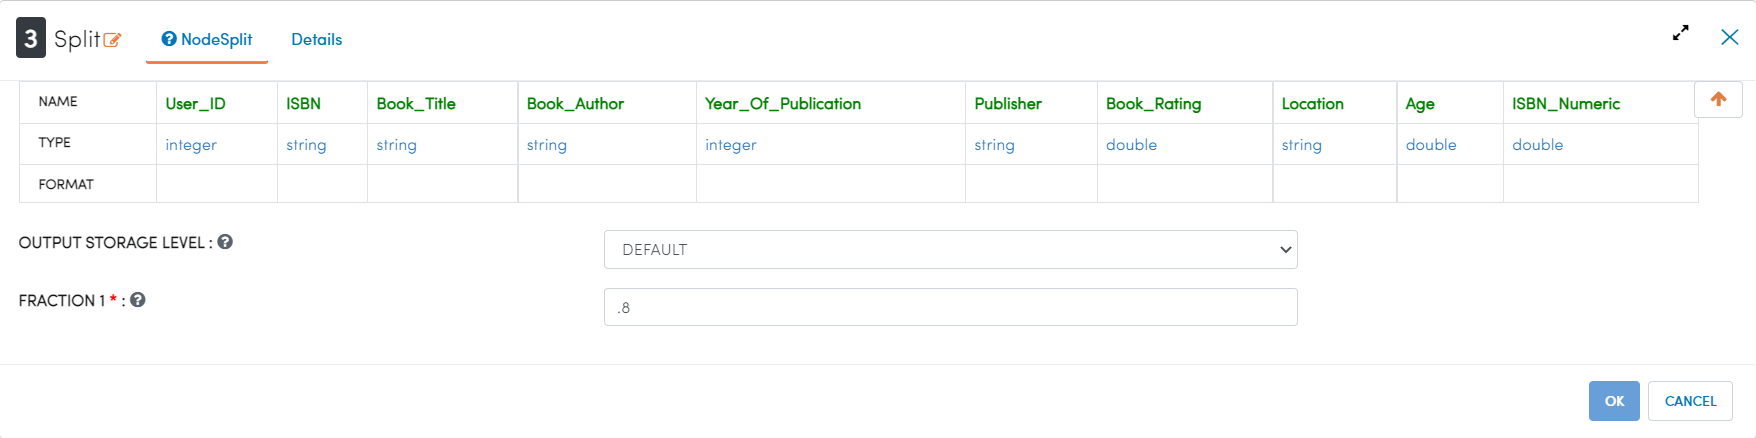 3 Split NodeSplit Details
NAME User_ID ISBN Book_Title Book_Author Year_Of_Publication Publisher Book_Rating Location Age ISBN_Numeric
TYPE integer string string string integer string double string double double
FORMAT
OUTPUT STORAGE LEVEL :
DEFAULT
FRACTION 1 * :
.8
OK CANCEL